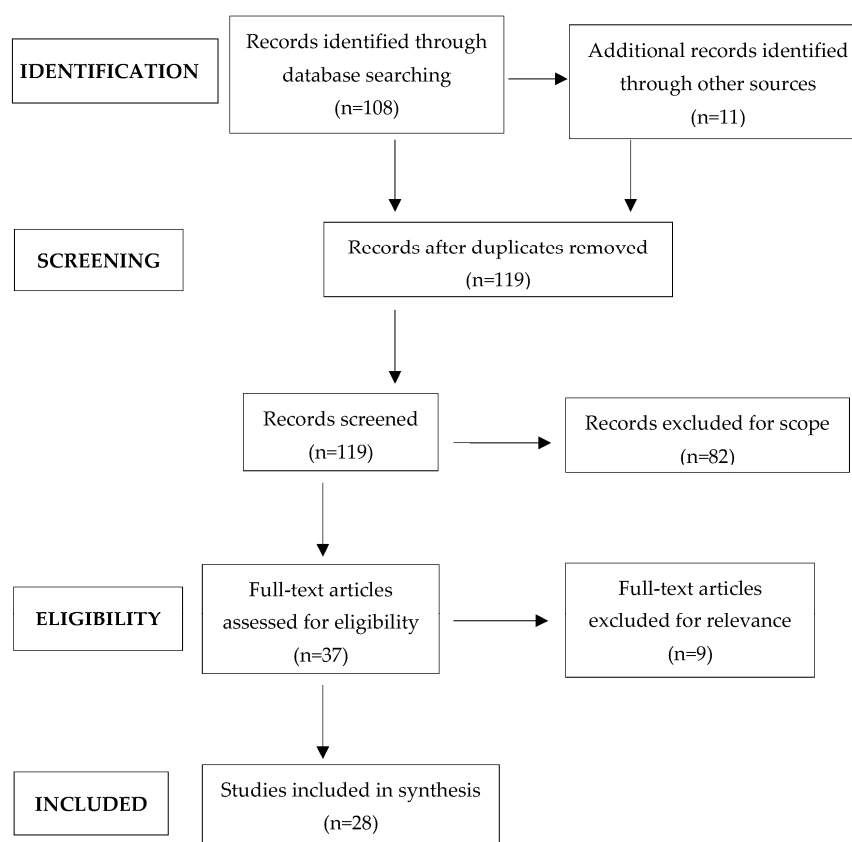 IDENTIFICATION
Records identified through
database searching
(n=108)
Additional records identified
through other sources
(n=11)
SCREENING
Records after duplicates removed
(n=119)
Records screened
(n=119)
Records excluded for scope
(n=82)
ELIGIBILITY
Full-text articles
assessed for eligibility
(n=37)
Full-text articles
excluded for relevance
(n=9)
INCLUDED
Studies included in synthesis
(n=28)